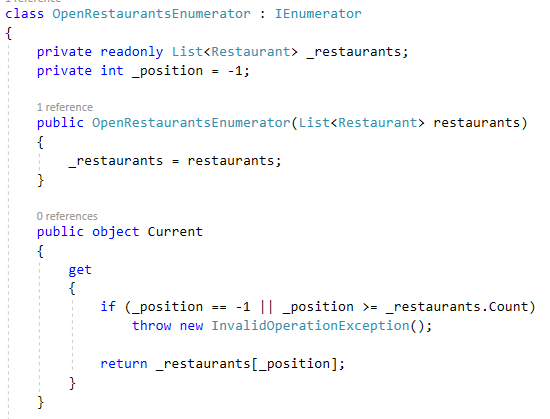 1 reference
class OpenRestaurantsEnumerator : IEnumerator
{
    private readonly List<Restaurant> _restaurants;
    private int _position = -1;
    1 reference
    public OpenRestaurantsEnumerator(List<Restaurant> restaurants)
    {
        _restaurants = restaurants;
    }
    0 references
    public object Current
    {
        get
        {
            if (_position == -1 || _position >= _restaurants.Count)
                throw new InvalidOperationException();
            return _restaurants[_position];
        }
    }